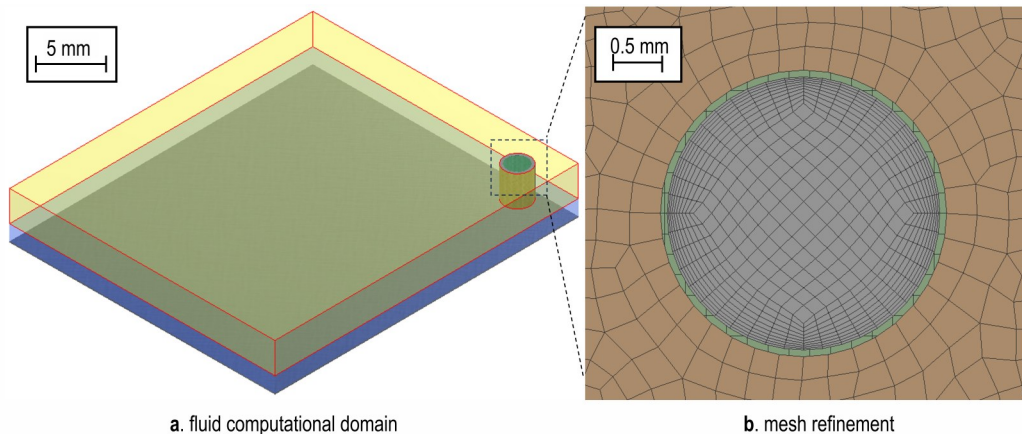 5 mm
0.5 mm
a. fluid computational domain
b. mesh refinement